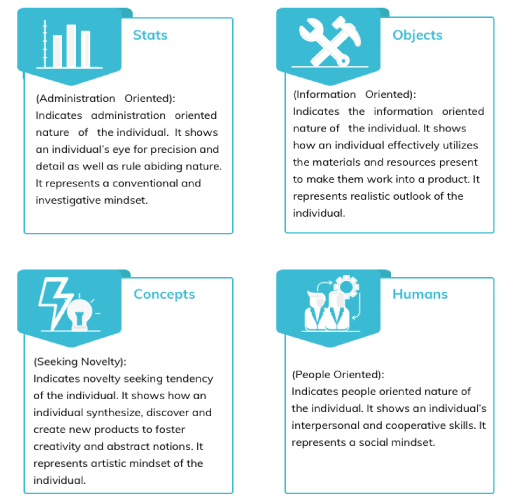 Stats
(Administration Oriented):
Indicates administration oriented
nature of the individual. It shows
an individual's eye for precision and
detail as well as rule abiding nature.
It represents a conventional and
investigative mindset.
Objects
(Information Oriented):
Indicates the information oriented
nature of the individual. It shows
how an individual effectively utilizes
the materials and resources present
to make them work into a product. It
represents realistic outlook of the
individual.
Concepts
(Seeking Novelty):
Indicates novelty seeking tendency
of the individual. It shows how an
individual synthesize, discover and
create new products to foster
creativity and abstract notions. It
represents artistic mindset of the
individual.
Humans
(People Oriented):
Indicates people oriented nature of
the individual. It shows an individual's
interpersonal and cooperative skills. It
represents a social mindset.